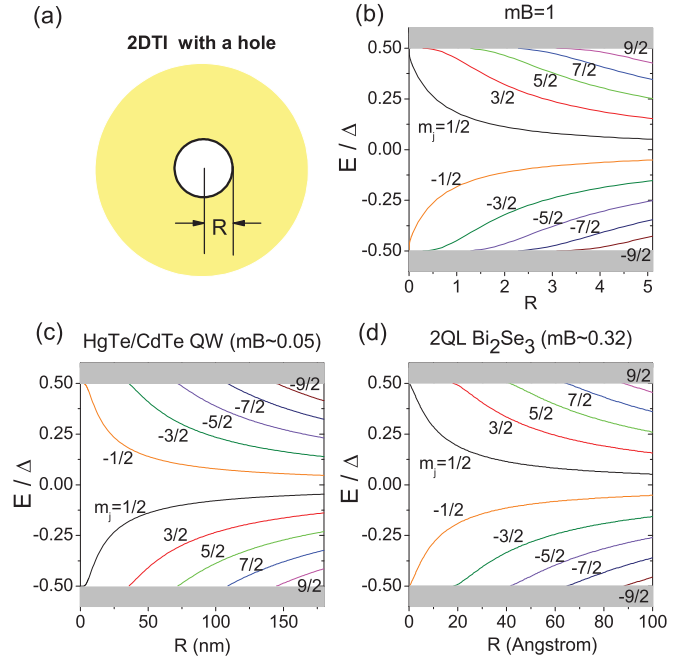 (a)
2DTI with a hole
R
(b)
mB=1
E / Δ
0.50
0.25
0.00
-0.25
-0.50
9/2
7/2
5/2
3/2
m_j=1/2
-1/2
-3/2
-5/2
-7/2
-9/2
0 1 2 3 4 5
R
(c)
HgTe/CdTe QW (mB~0.05)
E / Δ
0.50
0.25
0.00
-0.25
-0.50
-9/2
-7/2
-5/2
-3/2
-1/2
m_j=1/2
3/2
5/2
7/2
9/2
0 50 100 150
R (nm)
(d)
2QL Bi₂Se₃ (mB~0.32)
E / Δ
0.50
0.25
0.00
-0.25
-0.50
9/2
7/2
5/2
3/2
m_j=1/2
-1/2
-3/2
-5/2
-7/2
-9/2
0 20 40 60 80 100
R (Angstrom)